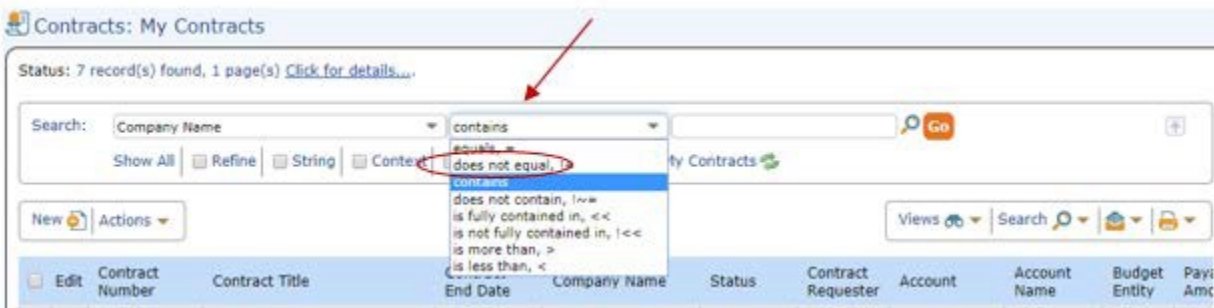 Contracts: My Contracts
Status: 7 record(s) found, 1 page(s) Click for details....
Search: Company Name contains Go
Show All Refine String Context My Contracts
equals, =
does not equal, !=
contains
does not contain, !~=
is fully contained in, <<
is not fully contained in, !<<
is more than, >
is less than, <
New Actions Views Search
Edit Contract Number Contract Title End Date Company Name Status Contract Requester Account Account Name Budget Entity